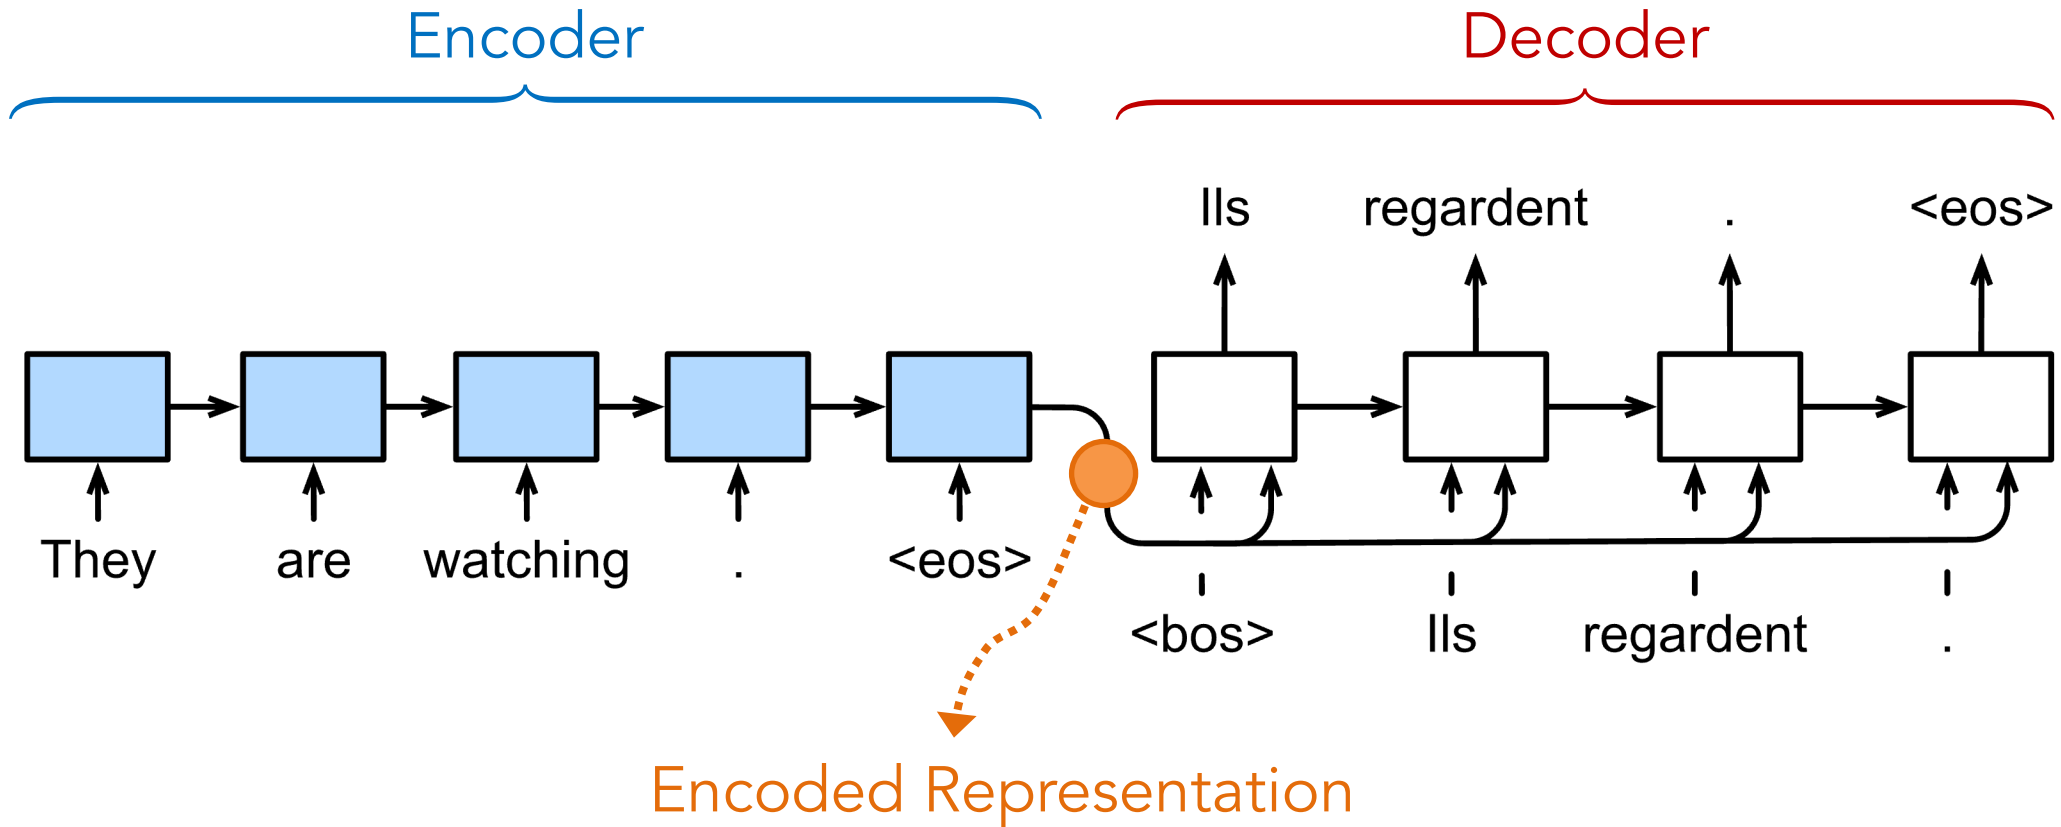 Encoder
Decoder
Ils regardent . <eos>
They are watching . <eos>
<bos> Ils regardent .
Encoded Representation